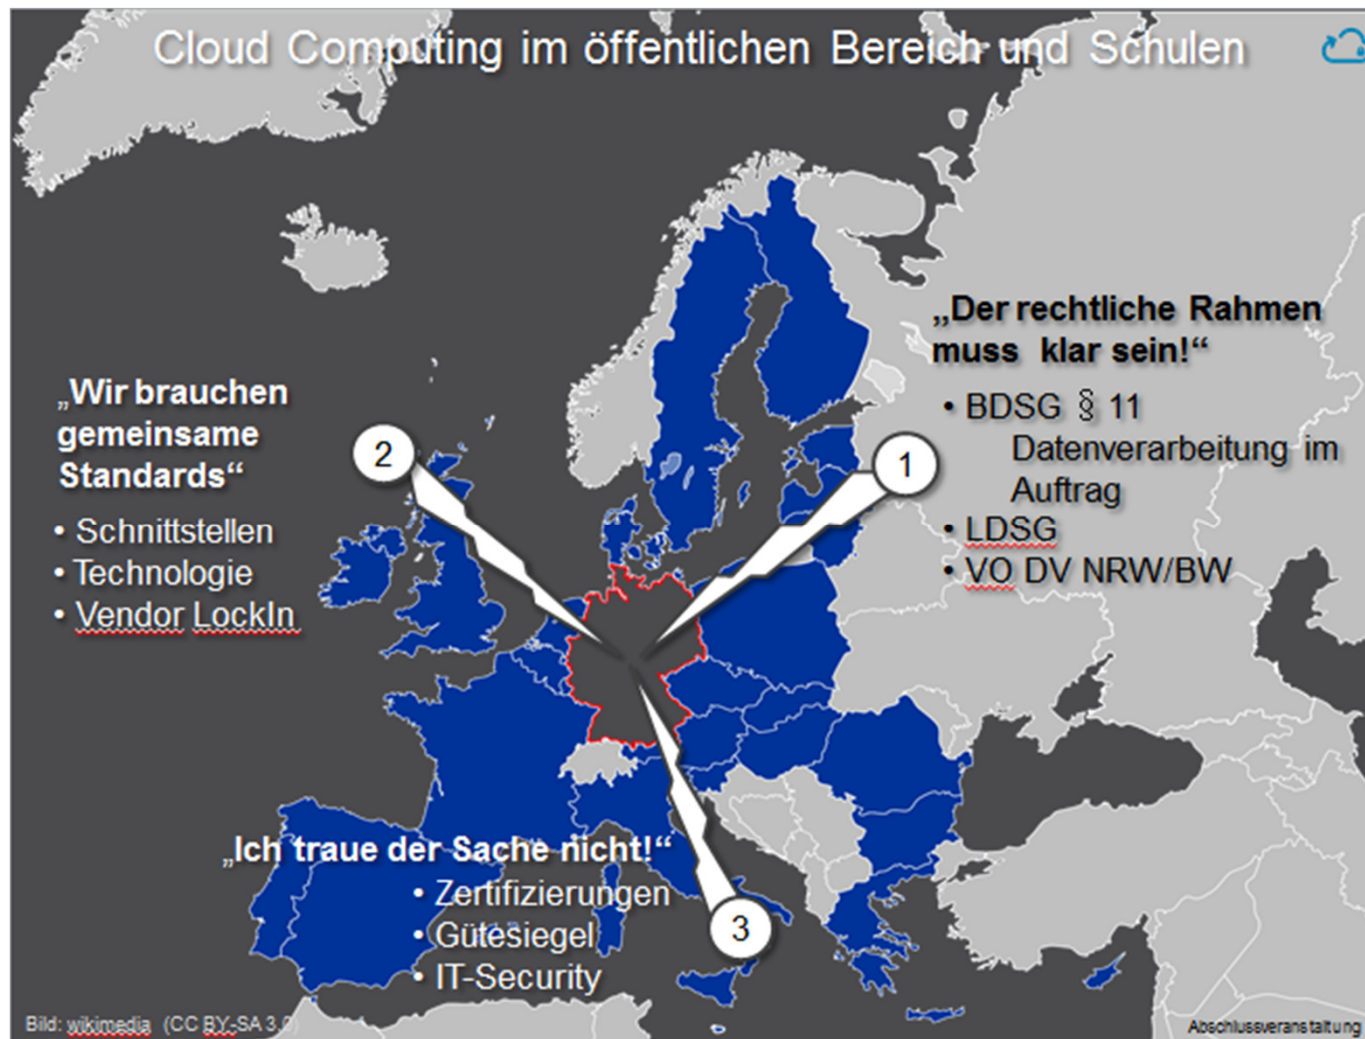 Cloud Computing im öffentlichen Bereich und Schulen
„Der rechtliche Rahmen
muss klar sein!“
• BDSG § 11
Datenverarbeitung im
Auftrag
• LDSG
• VO DV NRW/BW
1
„Wir brauchen
gemeinsame
Standards“
• Schnittstellen
• Technologie
• Vendor LockIn
2
„Ich traue der Sache nicht!“
• Zertifizierungen
• Gütesiegel
• IT-Security
3
Bild: wikimedia (CC BY-SA 3.0
Abschlussveranstaltung